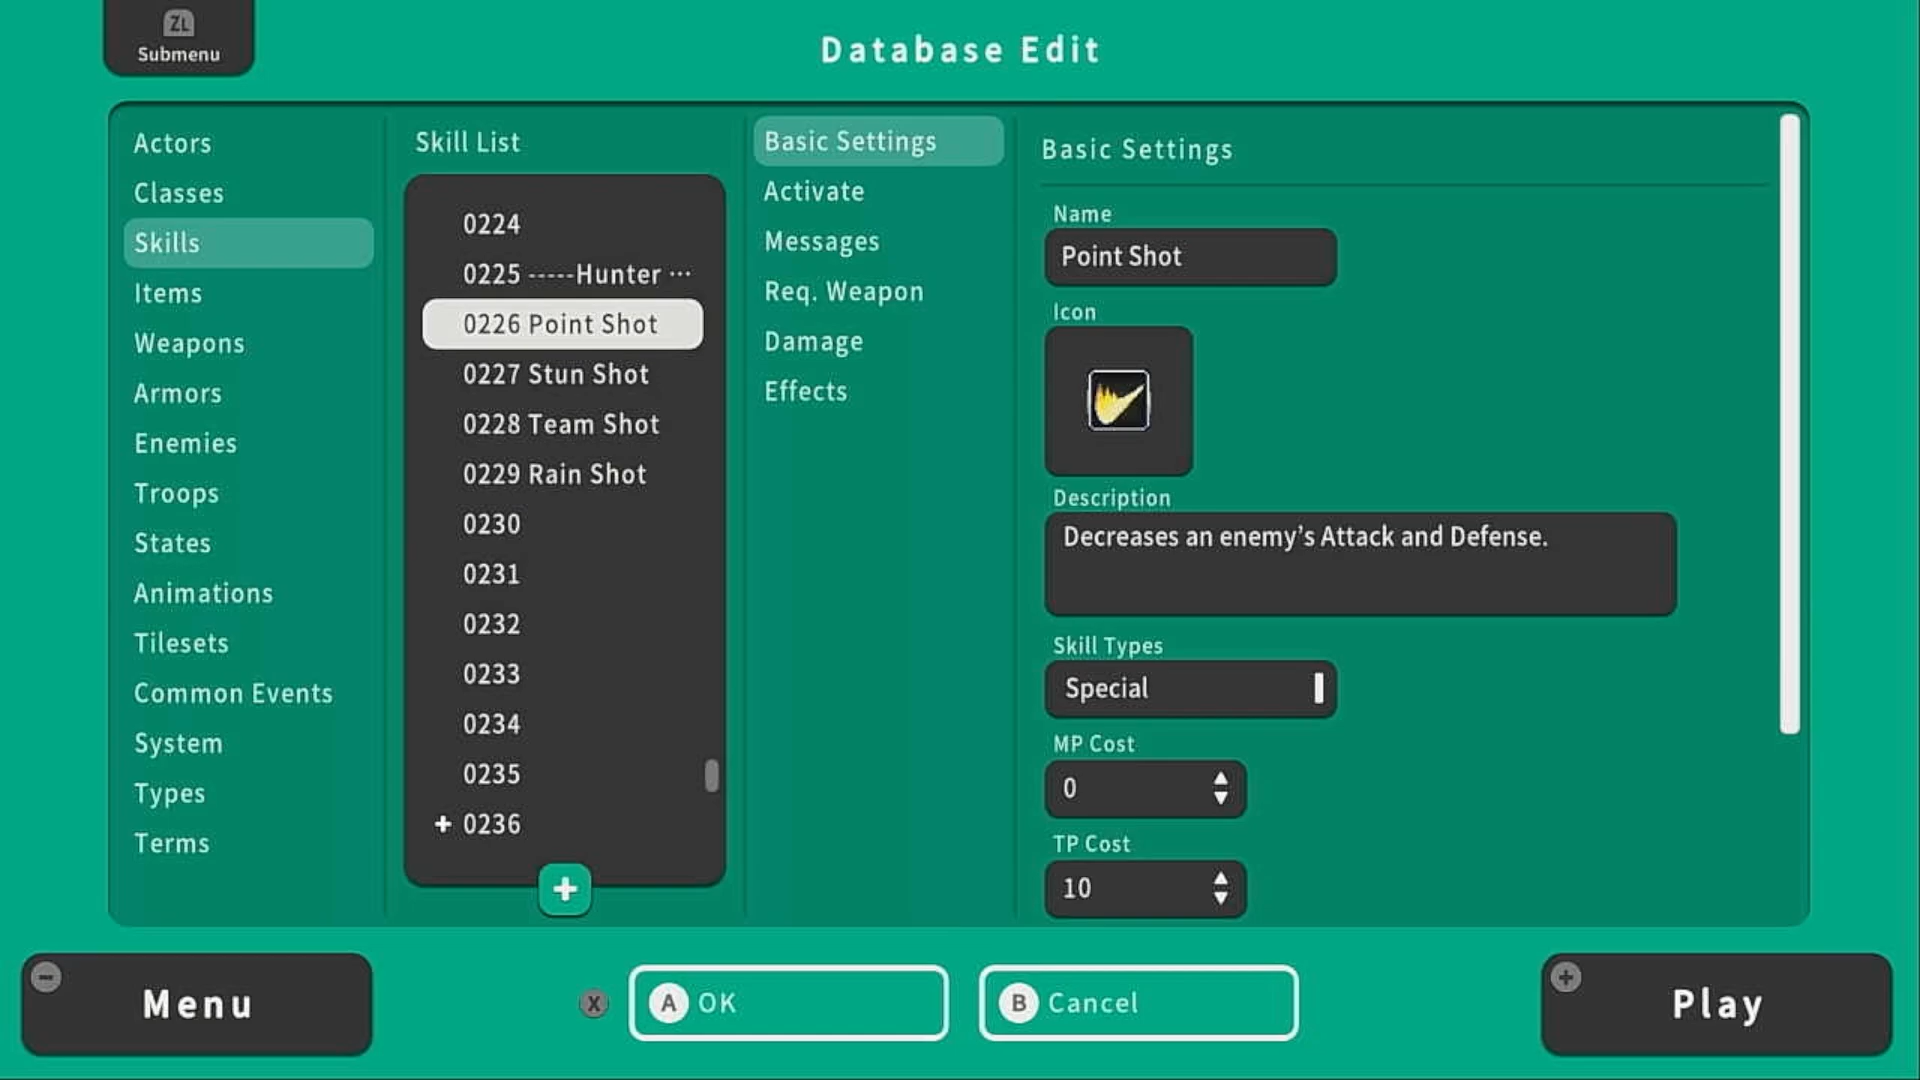 ZL
Submenu
Database Edit
Actors
Classes
Skills
Items
Weapons
Armors
Enemies
Troops
States
Animations
Tilesets
Common Events
System
Types
Terms
Skill List
0224
0225 -----Hunter ···
0226 Point Shot
0227 Stun Shot
0228 Team Shot
0229 Rain Shot
0230
0231
0232
0233
0234
0235
+ 0236
+
Basic Settings
Activate
Messages
Req. Weapon
Damage
Effects
Basic Settings
Name
Point Shot
Icon
Description
Decreases an enemy’s Attack and Defense.
Skill Types
Special
MP Cost
0
TP Cost
10
Menu
X
A OK
B Cancel
Play